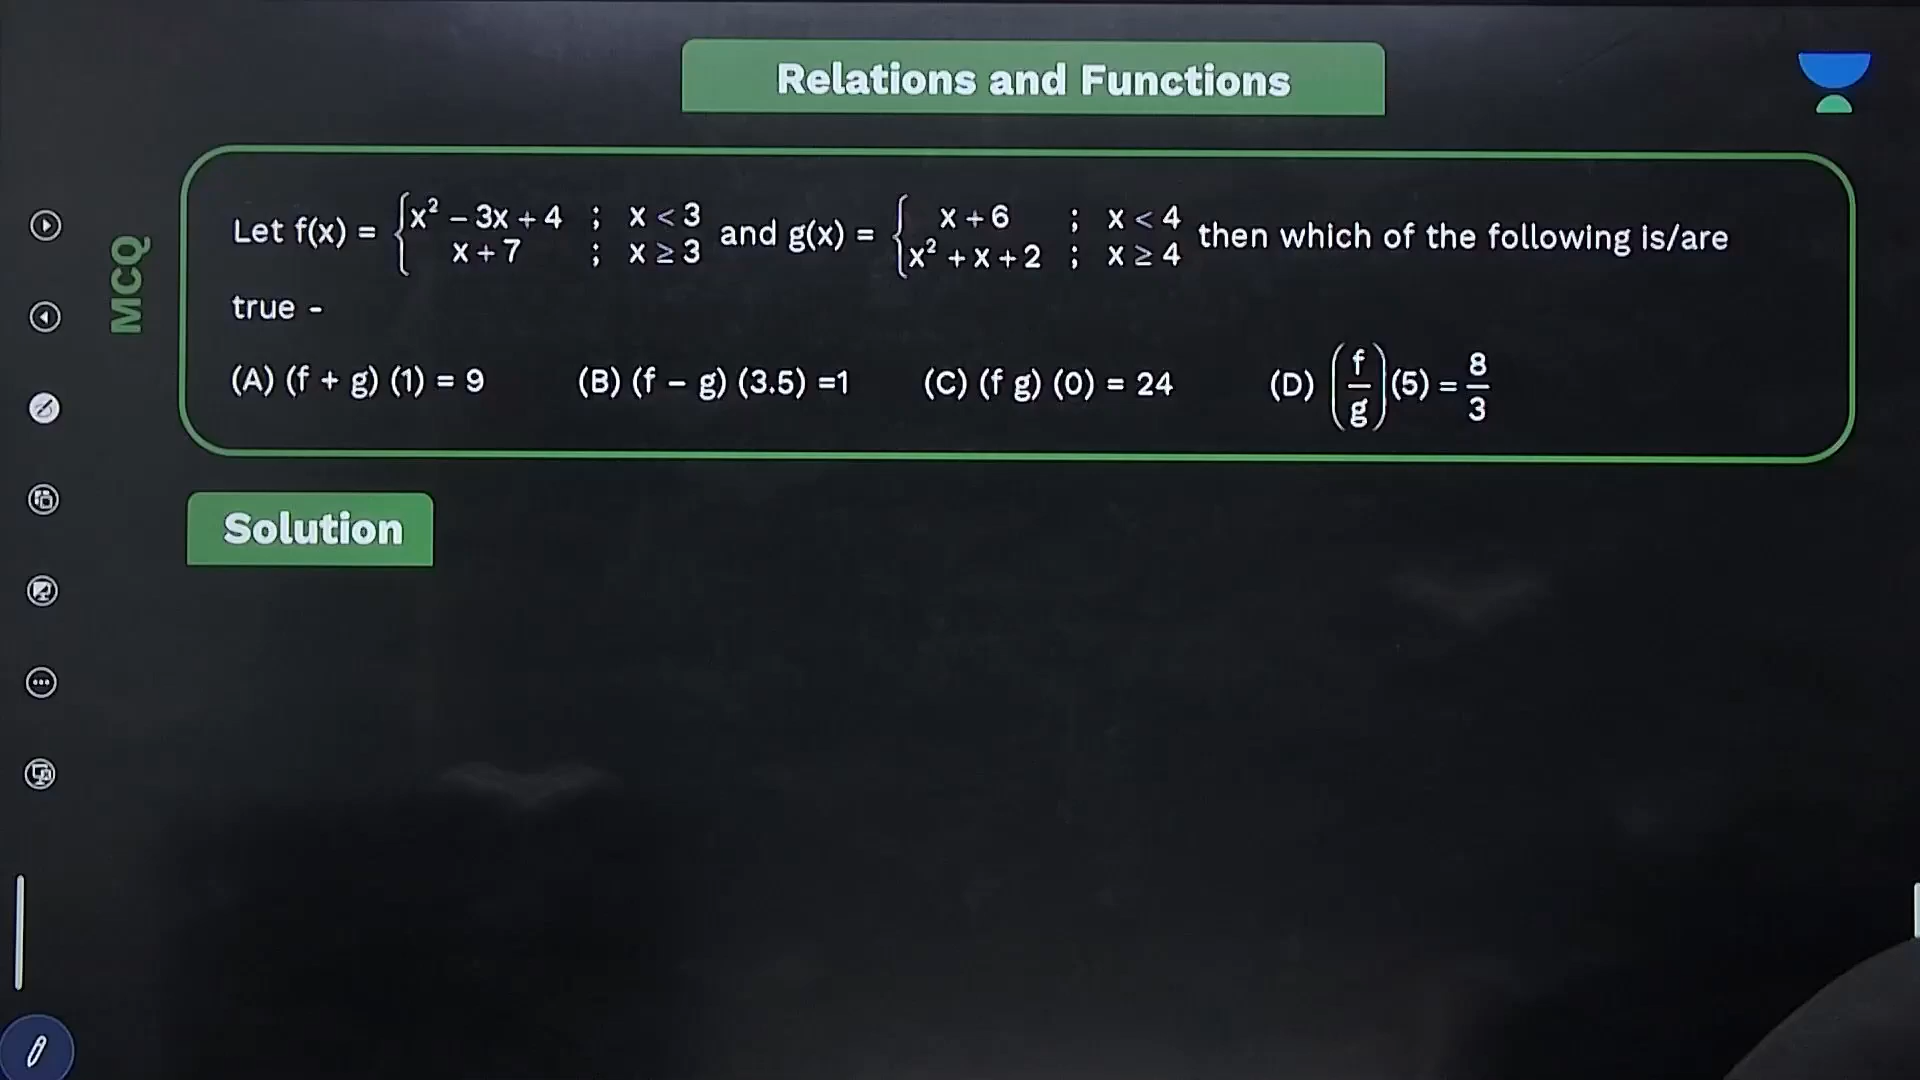 Relations and Functions
MCQ
Let f(x) = { x² – 3x + 4 ; x < 3
x + 7 ; x ≥ 3 and g(x) = { x + 6 ; x < 4
x² + x + 2 ; x ≥ 4 then which of the following is/are
true -
(A) (f + g) (1) = 9 (B) (f – g) (3.5) =1 (C) (f g) (0) = 24 (D) (f/g)(5) = 8/3
Solution